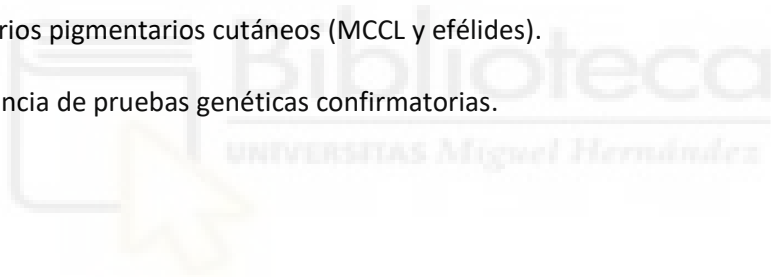 rios pigmentarios cutáneos (MCCL y efélides).
ncia de pruebas genéticas confirmatorias.
Biblioteca
UNIVERSITAS Miguel Hernández